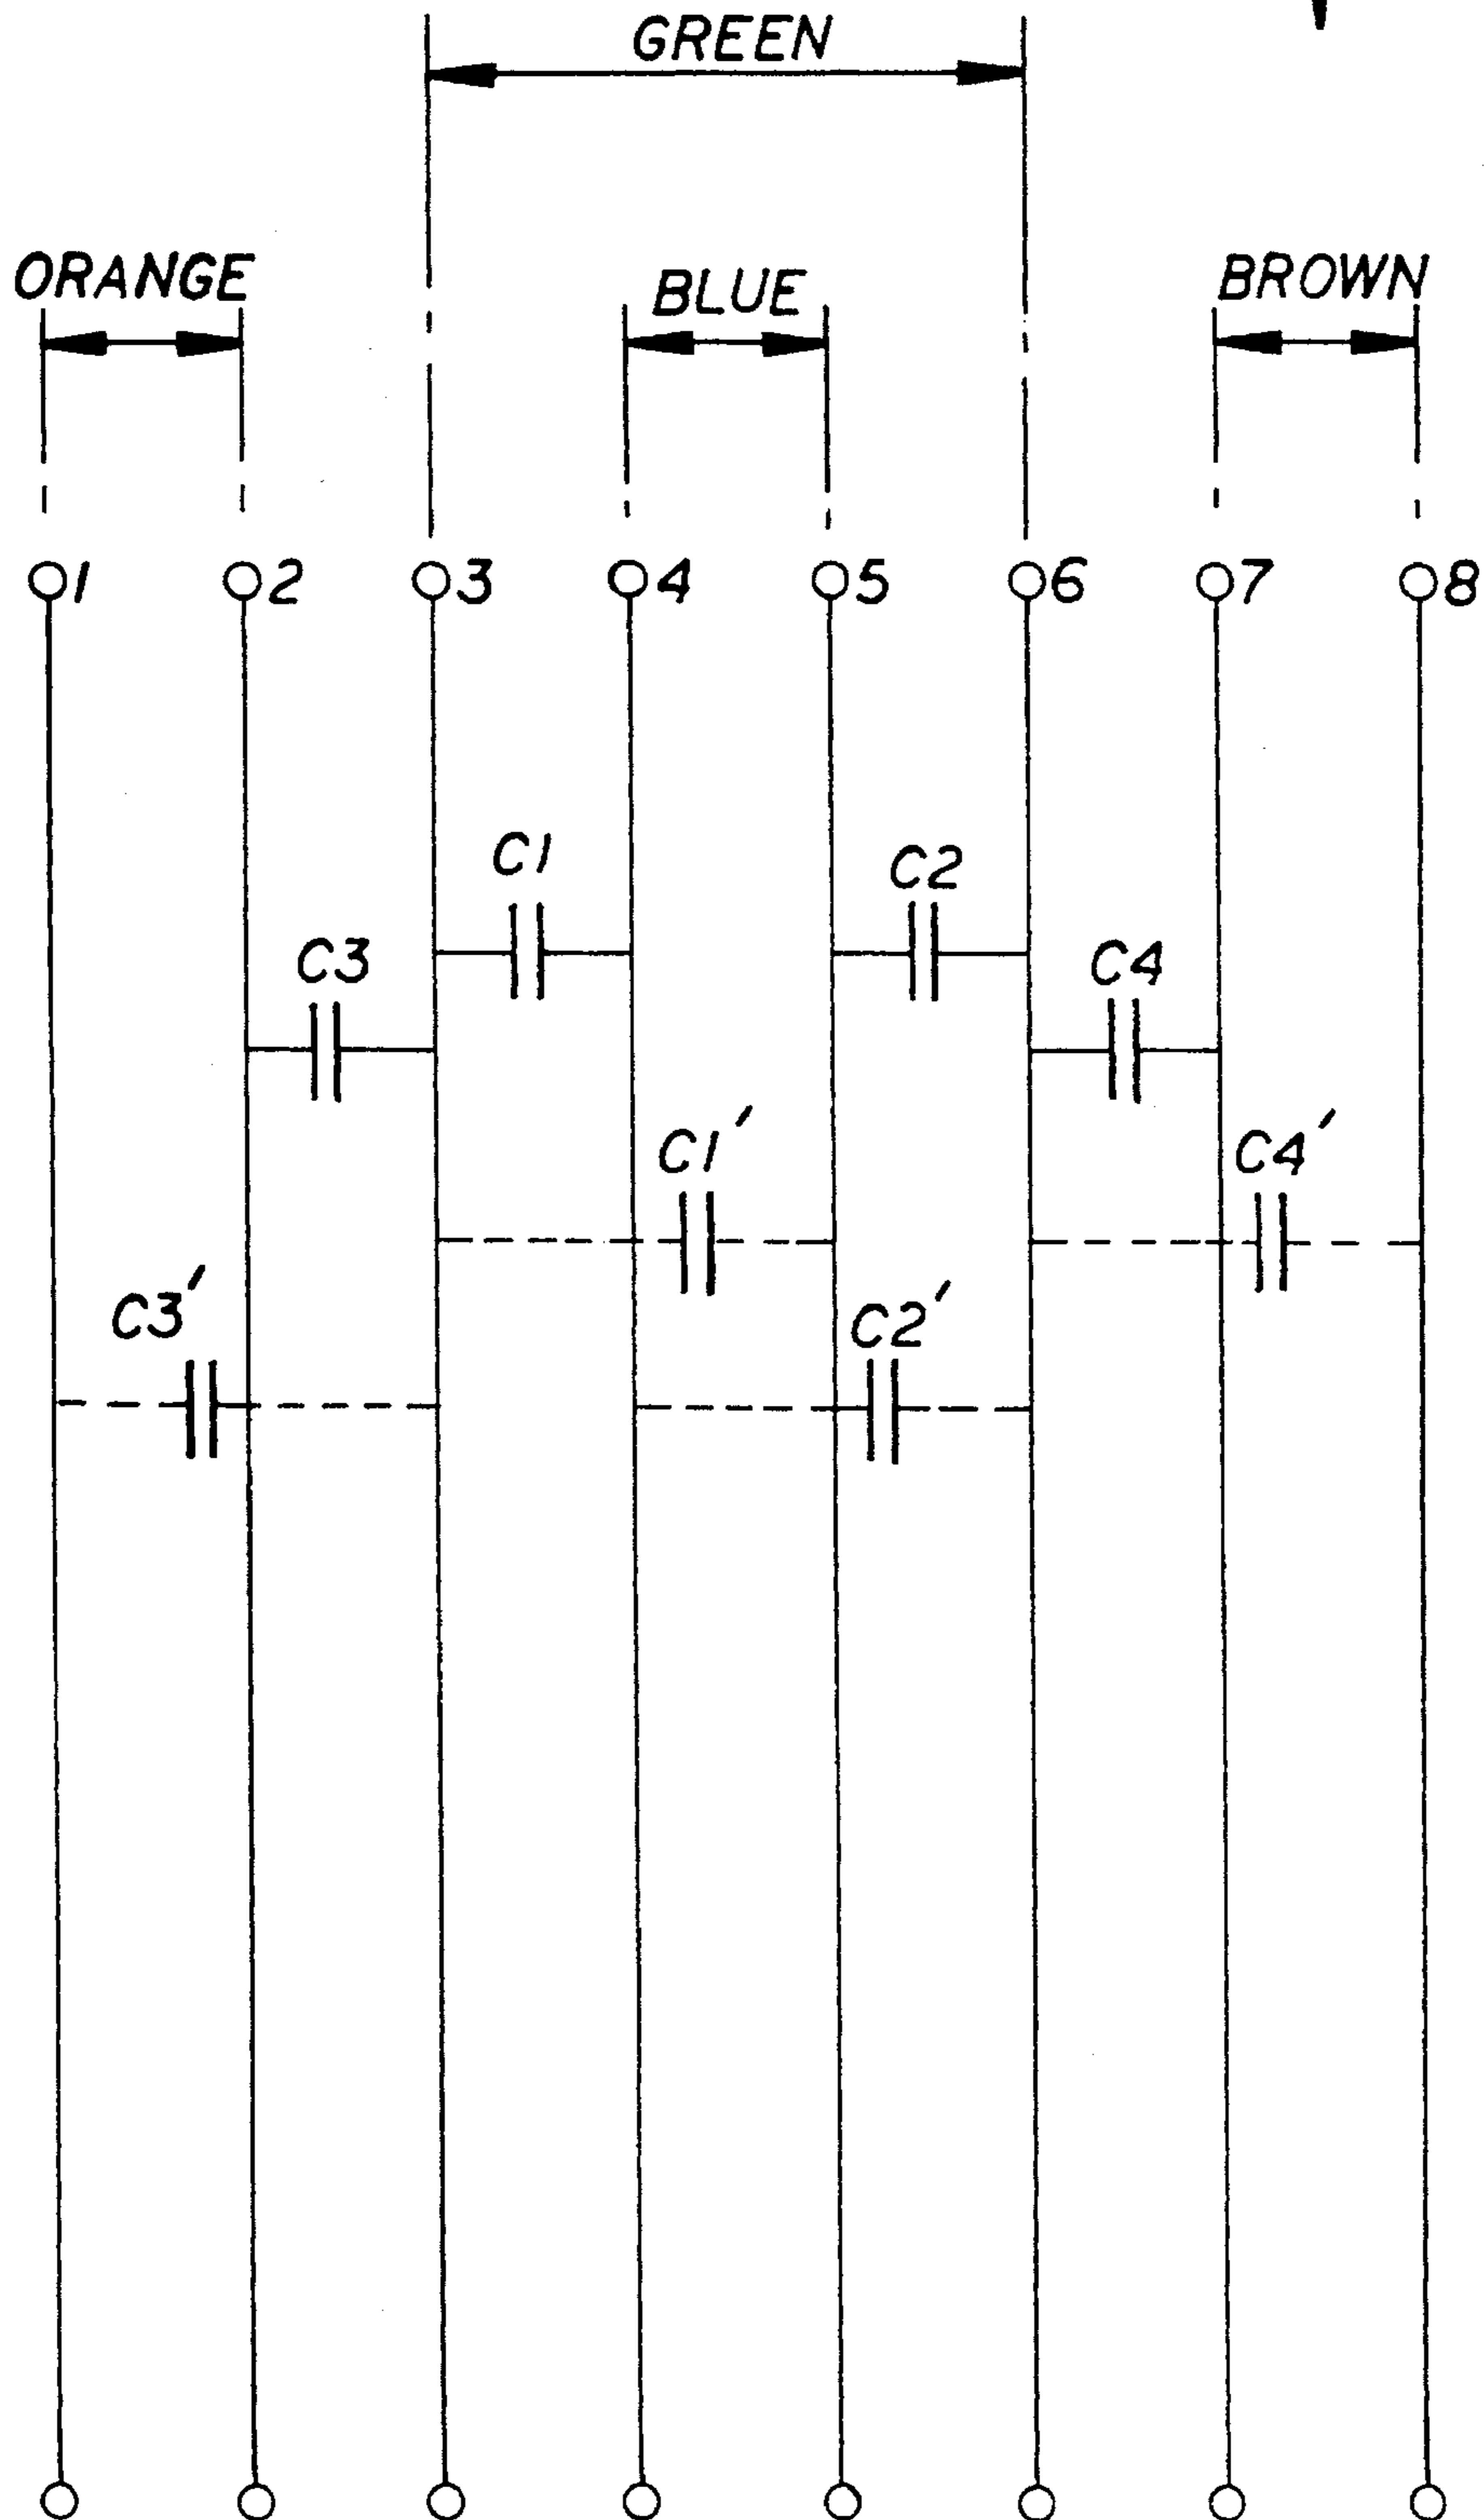 GREEN
ORANGE
BLUE
BROWN
1 2 3 4 5 6 7 8
C1
C2
C3
C4
C1′
C4′
C3′
C2′